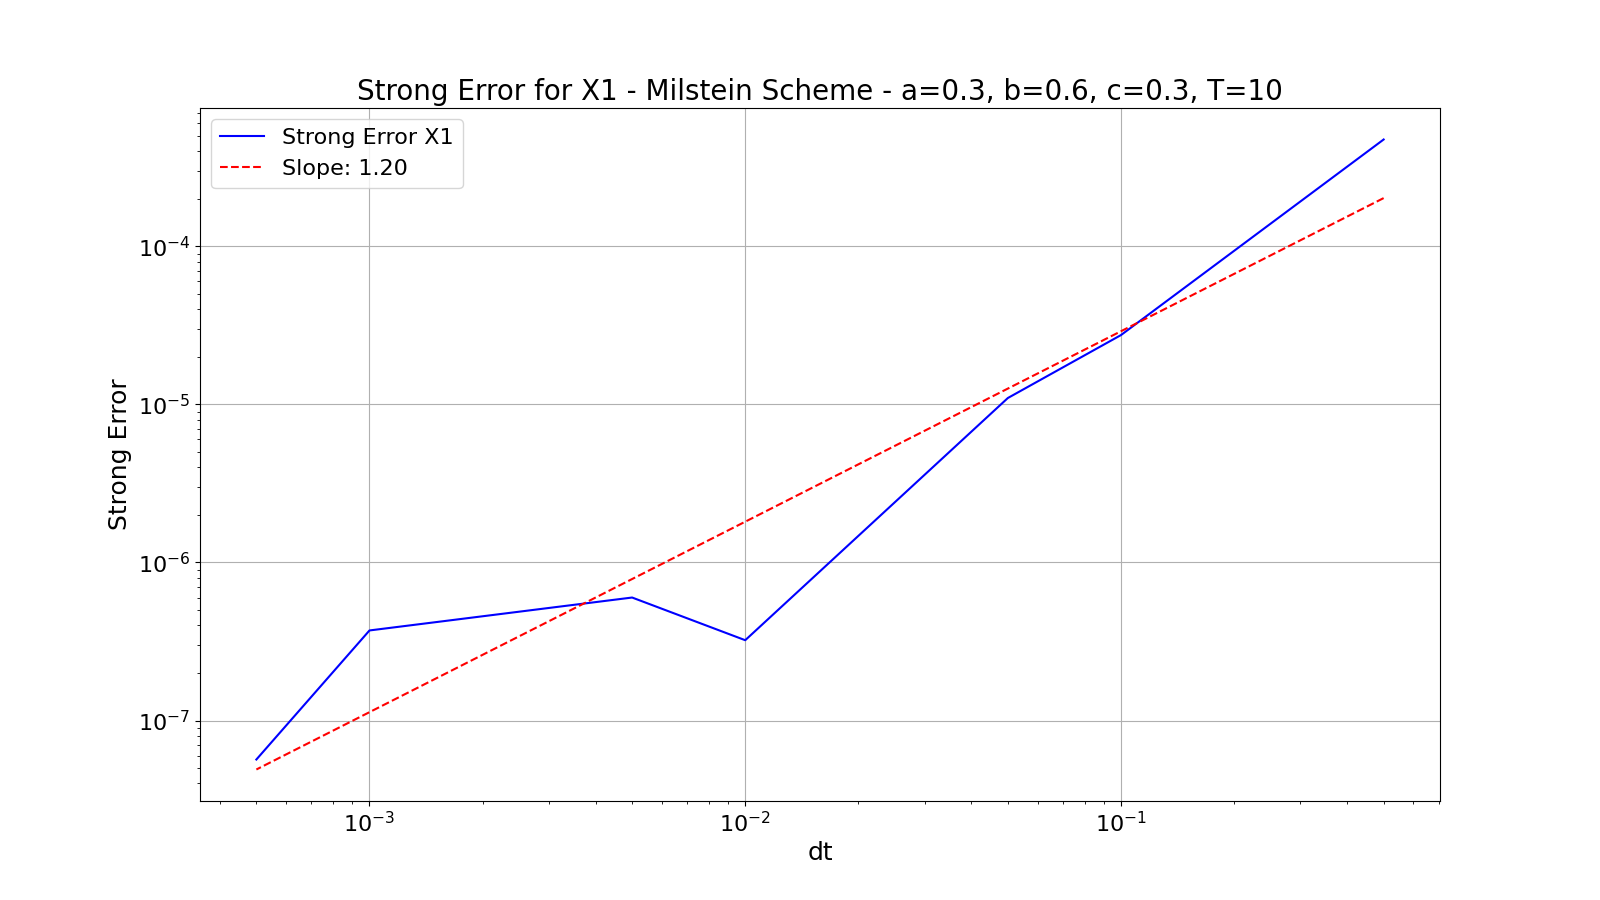 Strong Error for X1 - Milstein Scheme - a=0.3, b=0.6, c=0.3, T=10
Strong Error X1
Slope: 1.20
10⁻⁴
10⁻⁵
10⁻⁶
10⁻⁷
Strong Error
10⁻³ 10⁻² 10⁻¹
dt